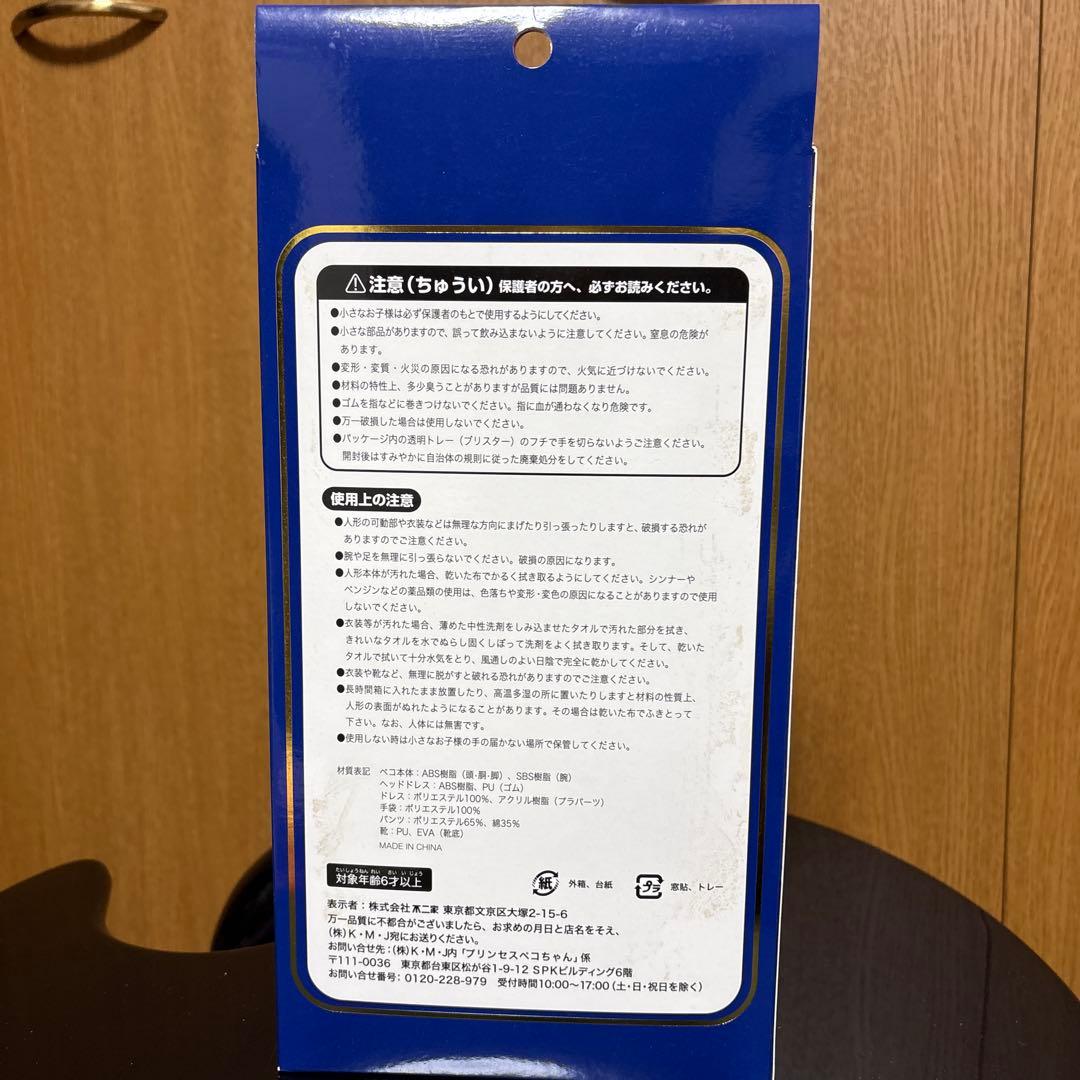 ⚠注意(ちゅうい) 保護者の方へ、必ずお読みください。
●小さなお子様は必ず保護者のもとで使用するようにしてください。
●小さな部品がありますので、誤って飲み込まないように注意してください。窒息の危険が
あります。
●変形・変質・火災の原因になる恐れがありますので、火気に近づけないでください。
●材料の特性上、多少臭うことがありますが品質には問題ありません。
●ゴムを指などに巻きつけないでください。指に血が通わなくなり危険です。
●万一破損した場合は使用しないでください。
●パッケージ内の透明トレー(ブリスター)のフチで手を切らないようご注意ください。
開封後はすみやかに自治体の規則に従った廃棄処分をしてください。
使用上の注意
●人形の可動部や衣装などは無理な方向にまげたり引っ張ったりしますと、破損する恐れが
ありますのでご注意ください。
●腕や足を無理に引っ張らないでください。破損の原因になります。
●人形本体が汚れた場合、乾いた布でかるく拭き取るようにしてください。シンナーや
ベンジンなどの薬品類の使用は、色落ちや変形・変色の原因になることがありますので使用
しないでください。
●衣装等が汚れた場合、薄めた中性洗剤をしみ込ませたタオルで汚れた部分を拭き、
きれいなタオルを水でぬらし固くしぼって洗剤をよく拭き取ります。そして、乾いた
タオルで拭いて十分水気をとり、風通しのよい日陰で完全に乾かしてください。
●衣装や靴など、無理に脱がすと破れる恐れがありますのでご注意ください。
●長時間箱に入れたまま放置したり、高温多湿の所に置いたりしますと材料の性質上、
人形の表面がぬれたようになることがあります。その場合は乾いた布でふきとって
下さい。なお、人体には無害です。
●使用しない時は小さなお子様の手の届かない場所で保管してください。
材質表記 ペコ本体:ABS樹脂(頭・胴・脚)、SBS樹脂(腕)
ヘッドドレス:ABS樹脂、PU(ゴム)
ドレス:ポリエステル100%、アクリル樹脂(プラパーツ)
手袋:ポリエステル100%
パンツ:ポリエステル65%、綿35%
靴:PU、EVA(靴底)
MADE IN CHINA
たいしょうねんれい さい いじょう
対象年齢6才以上
紙 外箱、台紙 プラ 窓貼、トレー
表示者:株式会社不二家 東京都文京区大塚2-15-6
万一品質に不都合がございましたら、お求めの月日と店名をそえ、
(株)K・M・J宛にお送りください。
お問い合せ先:(株)K・M・J内「プリンセスペコちゃん」係
〒111-0036 東京都台東区松が谷1-9-12 SPKビルディング6階
お問い合せ番号:0120-228-979 受付時間10:00〜17:00(土・日・祝日を除く)